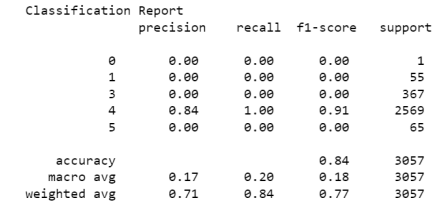 Classification Report
precision recall f1-score support
0 0.00 0.00 0.00 1
1 0.00 0.00 0.00 55
3 0.00 0.00 0.00 367
4 0.84 1.00 0.91 2569
5 0.00 0.00 0.00 65
accuracy 0.84 3057
macro avg 0.17 0.20 0.18 3057
weighted avg 0.71 0.84 0.77 3057